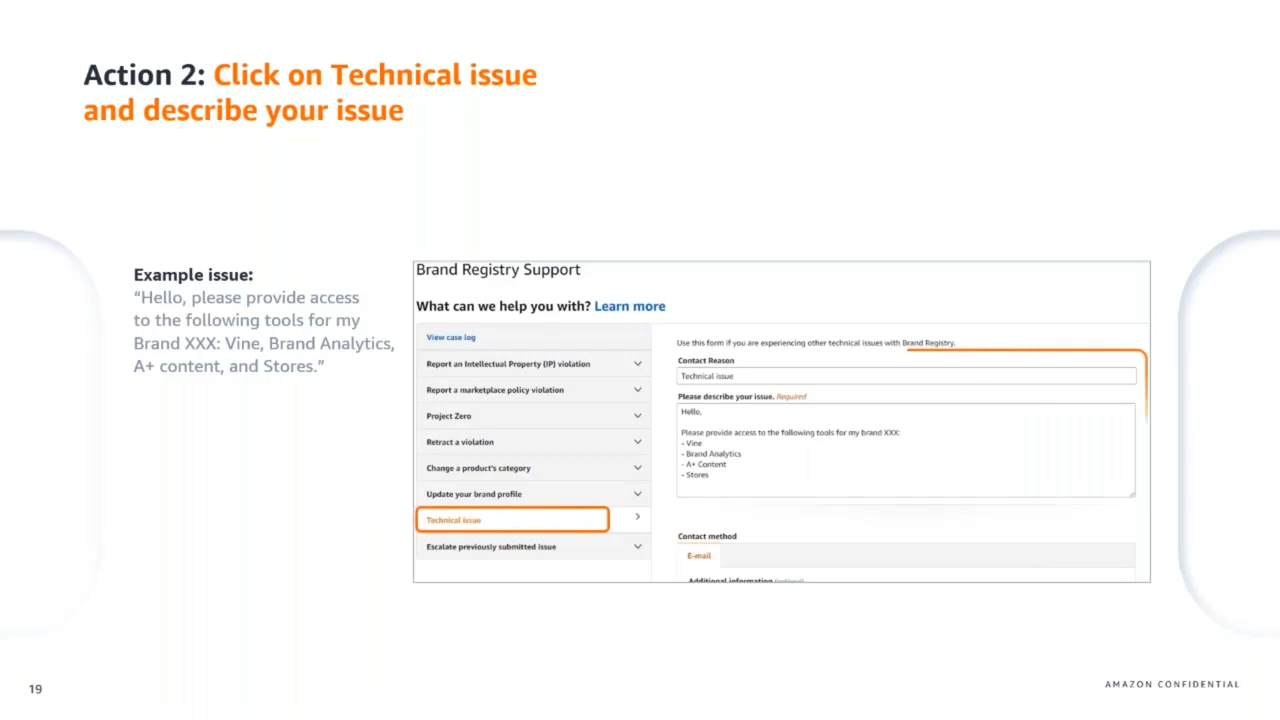 Action 2: Click on Technical issue
and describe your issue
Example issue:
“Hello, please provide access
to the following tools for my
Brand XXX: Vine, Brand Analytics,
A+ content, and Stores.”
Brand Registry Support
What can we help you with? Learn more
View case log
Report an Intellectual Property (IP) violation
Report a marketplace policy violation
Project Zero
Retract a violation
Change a product's category
Update your brand profile
Technical issue
Escalate previously submitted issue
Use this form if you are experiencing other technical issues with Brand Registry.
Contact Reason
Technical issue
Please describe your issue. Required
Hello,
Please provide access to the following tools for my brand XXX:
- Vine
- Brand Analytics
- A+ Content
- Stores
Contact method
E-mail
Additional information (optional)
19
AMAZON CONFIDENTIAL